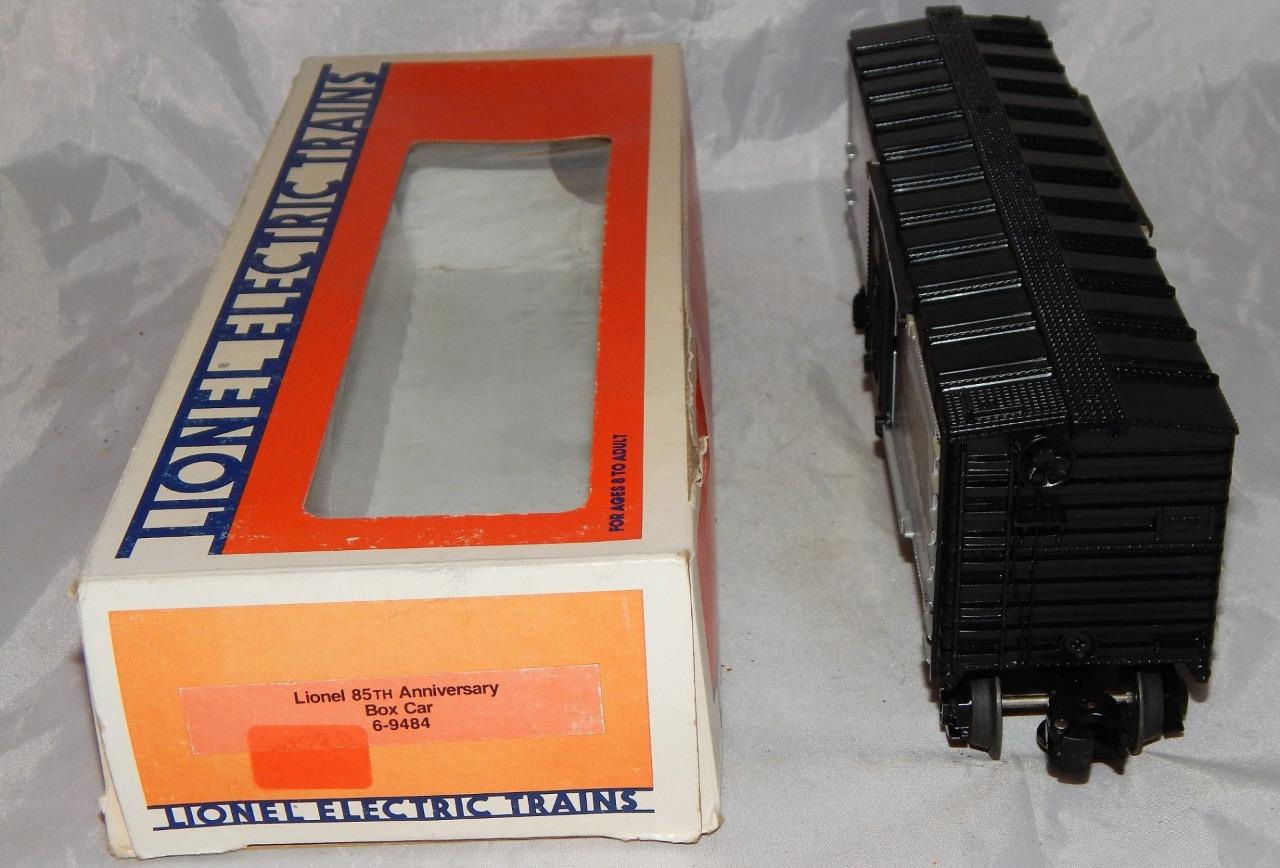 LIONEL® ELECTRIC TRAINS
FOR AGES 8 TO ADULT
Lionel 85TH Anniversary
Box Car
6-9484
LIONEL® ELECTRIC TRAINS